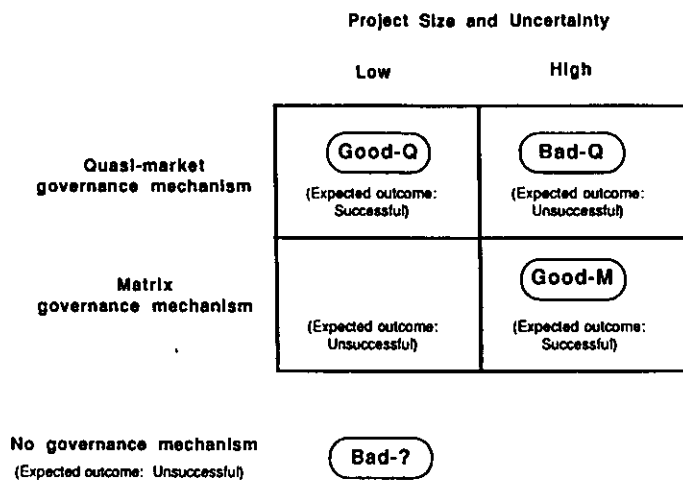 Project Size and Uncertainty
Low High
Quasi-market
governance mechanism
Good-Q
(Expected outcome:
Successful)
Bad-Q
(Expected outcome:
Unsuccessful)
Matrix
governance mechanism
(Expected outcome:
Unsuccessful)
Good-M
(Expected outcome:
Successful)
No governance mechanism
(Expected outcome: Unsuccessful)
Bad-?